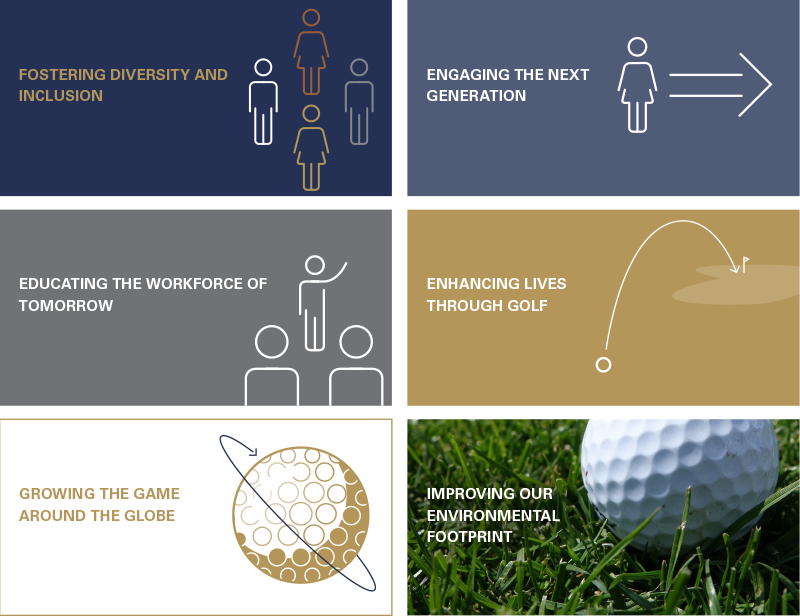 FOSTERING DIVERSITY AND
INCLUSION
ENGAGING THE NEXT
GENERATION
EDUCATING THE WORKFORCE OF
TOMORROW
ENHANCING LIVES
THROUGH GOLF
GROWING THE GAME
AROUND THE GLOBE
IMPROVING OUR
ENVIRONMENTAL
FOOTPRINT